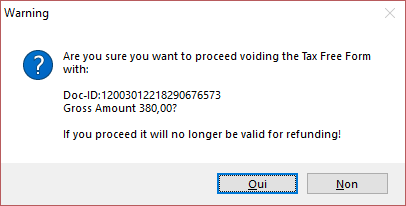 Warning
Are you sure you want to proceed voiding the Tax Free Form
with:
Doc-ID:12003012218290676573
Gross Amount 380,00?
If you proceed it will no longer be valid for refunding!
Oui
Non